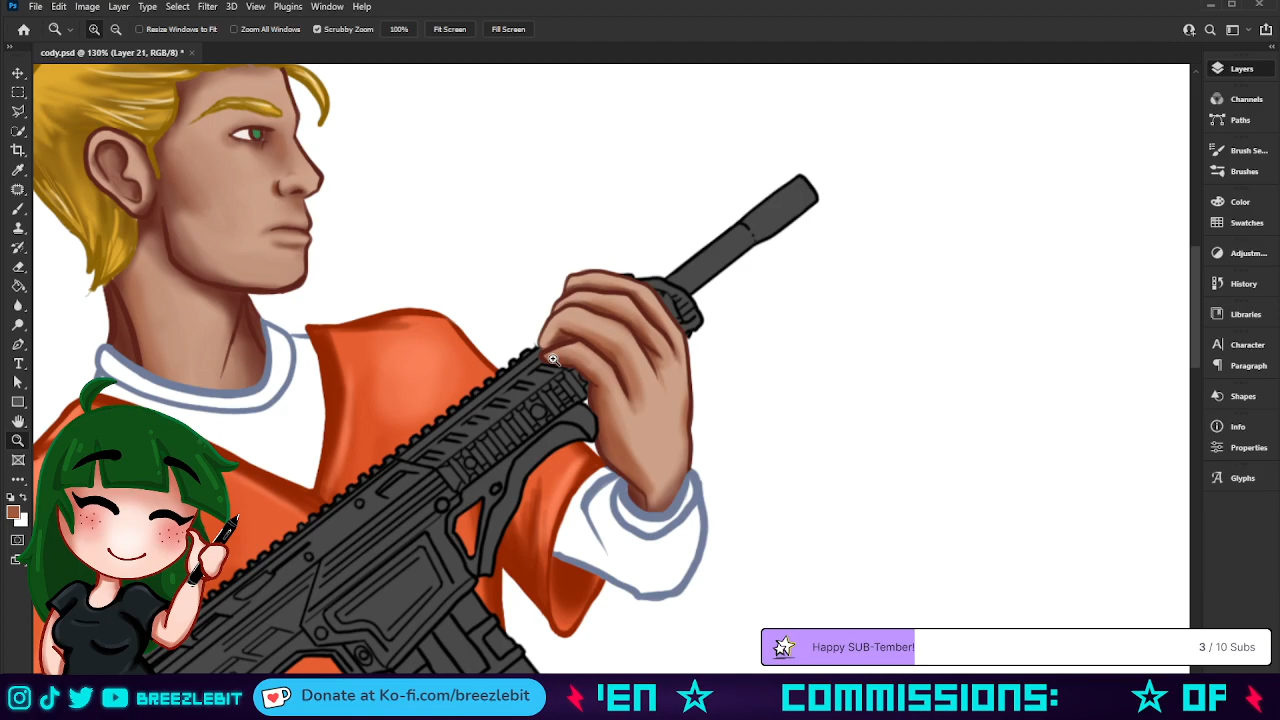 Ps File Edit Image Layer Type Select Filter 3D View Plugins Window Help
Resize Windows to Fit Zoom All Windows Scrubby Zoom 100% Fit Screen Fill Screen
cody.psd @ 130% (Layer 21, RGB/8) *
Layers
Channels
Paths
Brush Se...
Brushes
Color
Swatches
Adjustm...
History
Libraries
Character
Paragraph
Shapes
Info
Properties
Glyphs
Happy SUB-Tember! 3 / 10 Subs
BREEZLEBIT Donate at Ko-fi.com/breezlebit 'EN COMMISSIONS: OP